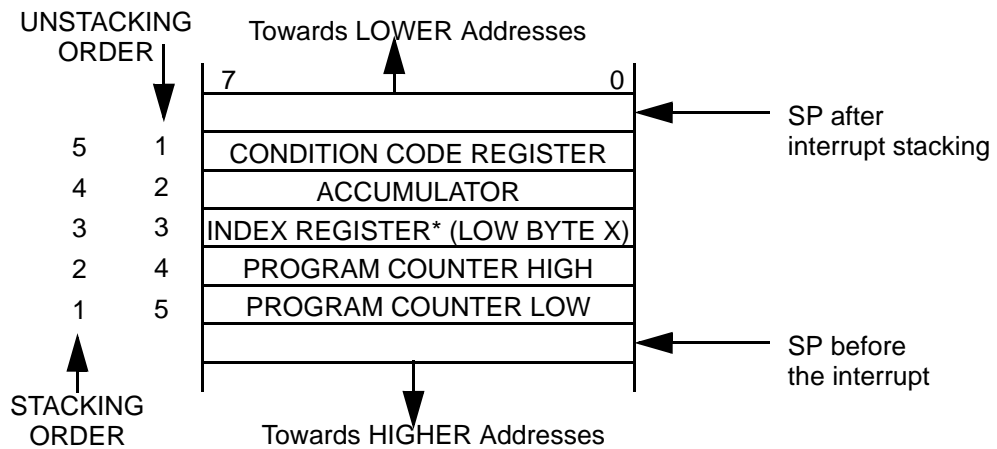 UNSTACKING
ORDER
Towards LOWER Addresses
7 0
SP after
interrupt stacking
5 1 CONDITION CODE REGISTER
4 2 ACCUMULATOR
3 3 INDEX REGISTER* (LOW BYTE X)
2 4 PROGRAM COUNTER HIGH
1 5 PROGRAM COUNTER LOW
SP before
the interrupt
STACKING
ORDER
Towards HIGHER Addresses